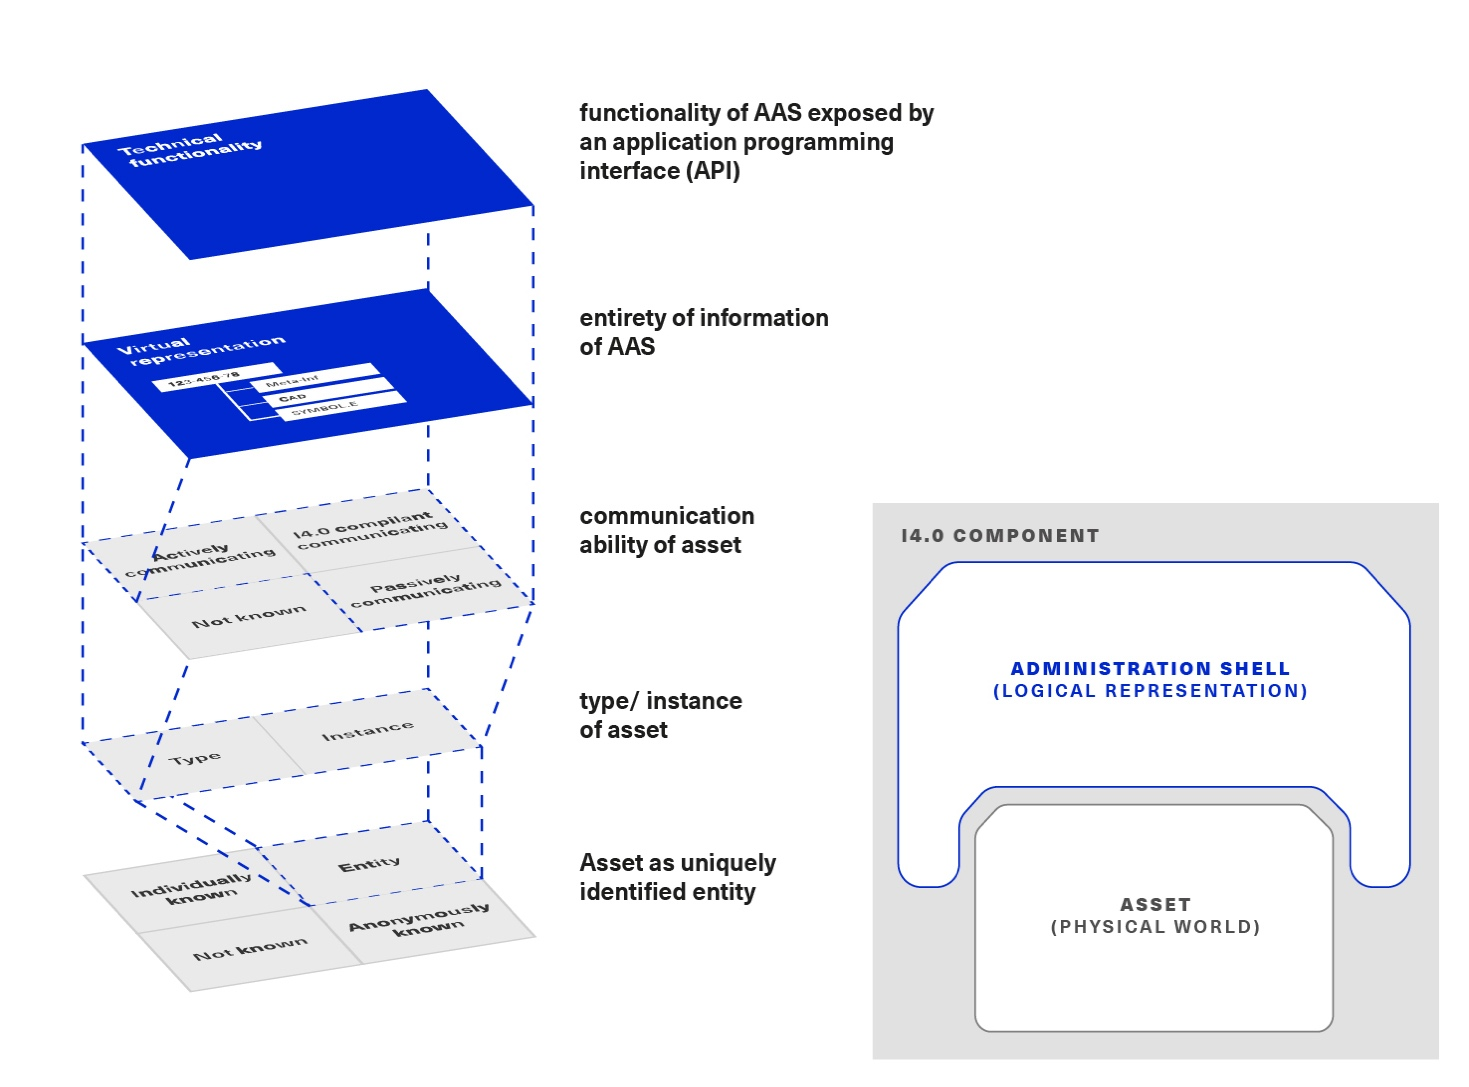 Technical
functionality
functionality of AAS exposed by
an application programming
interface (API)
Virtual
representation
123-456-78
Meta-Inf
CAD
SYMBOL.E
entirety of information
of AAS
Actively
communicating
I4.0 compilant
communicating
Not known
Passively
communicating
communication
ability of asset
Type
Instance
type/ instance
of asset
Individually
known
Entity
Not known
Anonymously
known
Asset as uniquely
identified entity
I4.0 COMPONENT
ADMINISTRATION SHELL
(LOGICAL REPRESENTATION)
ASSET
(PHYSICAL WORLD)